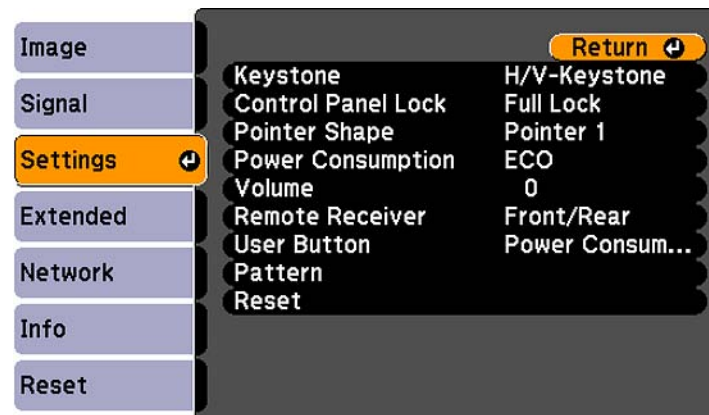 Image
Signal
Settings
Extended
Network
Info
Reset
Return
Keystone H/V-Keystone
Control Panel Lock Full Lock
Pointer Shape Pointer 1
Power Consumption ECO
Volume 0
Remote Receiver Front/Rear
User Button Power Consum...
Pattern
Reset